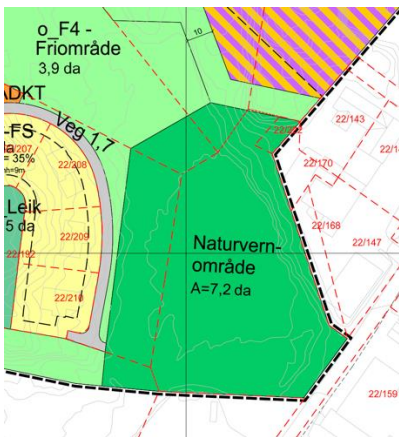 o_F4 -
Friområde
3,9 da
10
ADKT
Veg 1,7
-FS
22/207
= 35%
22/208
Leik
5 da
22/209
22/192
22/210
Naturvern-
område
A=7,2 da
22/143
22/170
22/168
22/147
22/159